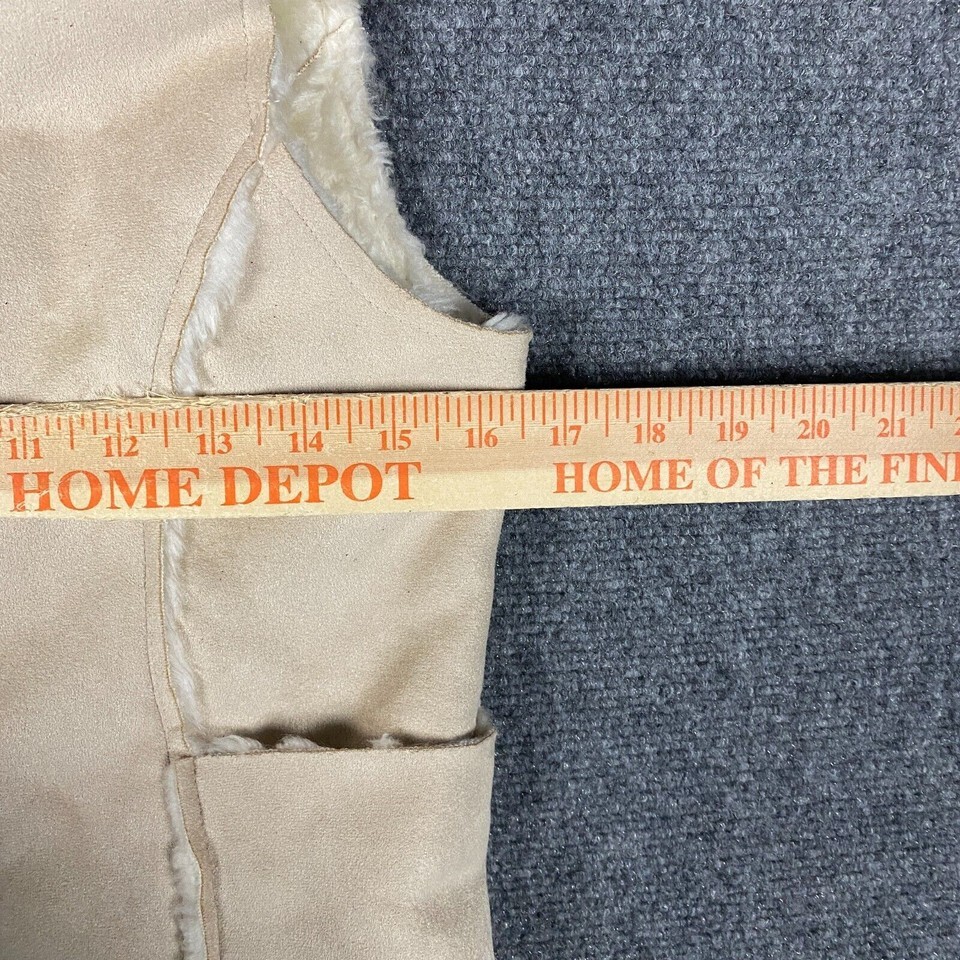 11 12 13 14 15 16 17 18 19 20 21
HOME DEPOT HOME OF THE